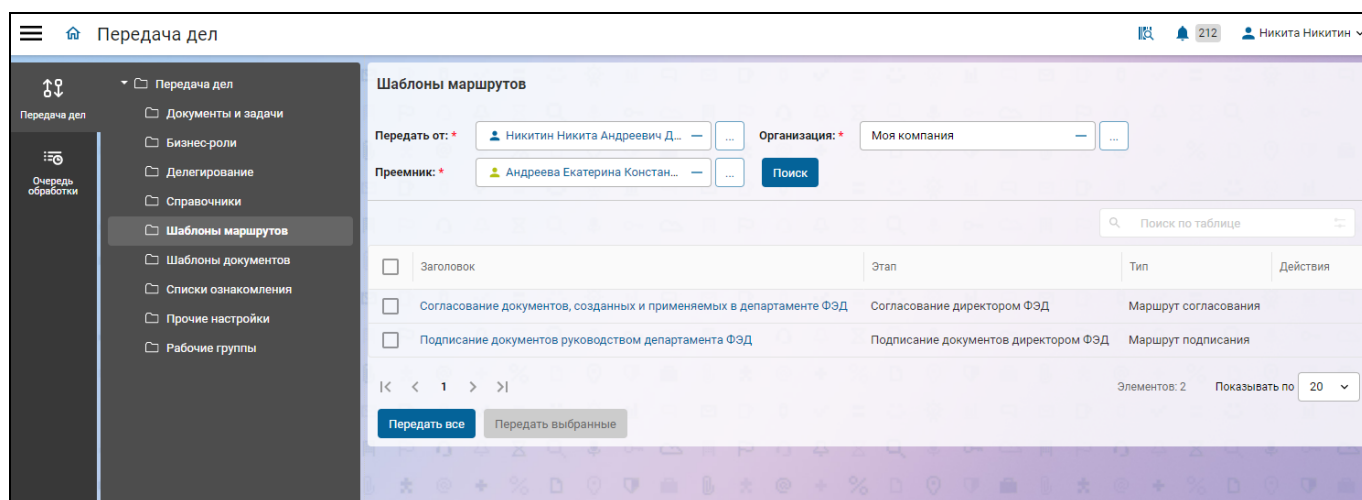 Передача дел
212
Никита Никитин
Передача дел
Очередь
обработки
Передача дел
Документы и задачи
Бизнес-роли
Делегирование
Справочники
Шаблоны маршрутов
Шаблоны документов
Списки ознакомления
Прочие настройки
Рабочие группы
Шаблоны маршрутов
Передать от: * Никитин Никита Андреевич Д... ... Организация: * Моя компания ...
Преемник: * Андреева Екатерина Констан... ... Поиск
Поиск по таблице
Заголовок Этап Тип Действия
Согласование документов, созданных и применяемых в департаменте ФЭД Согласование директором ФЭД Маршрут согласования
Подписание документов руководством департамента ФЭД Подписание документов директором ФЭД Маршрут подписания
1 Элементов: 2 Показывать по 20
Передать все Передать выбранные